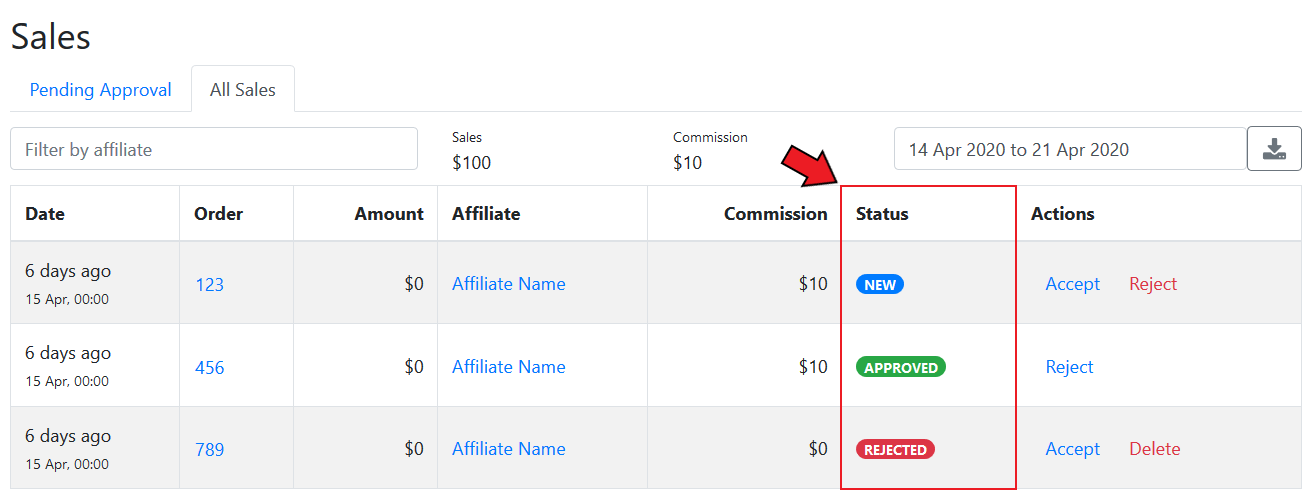 Sales
Pending Approval All Sales
Filter by affiliate Sales Commission 14 Apr 2020 to 21 Apr 2020
$100 $10
Date Order Amount Affiliate Commission Status Actions
6 days ago 123 $0 Affiliate Name $10 NEW Accept Reject
15 Apr, 00:00
6 days ago 456 $0 Affiliate Name $10 APPROVED Reject
15 Apr, 00:00
6 days ago 789 $0 Affiliate Name $0 REJECTED Accept Delete
15 Apr, 00:00